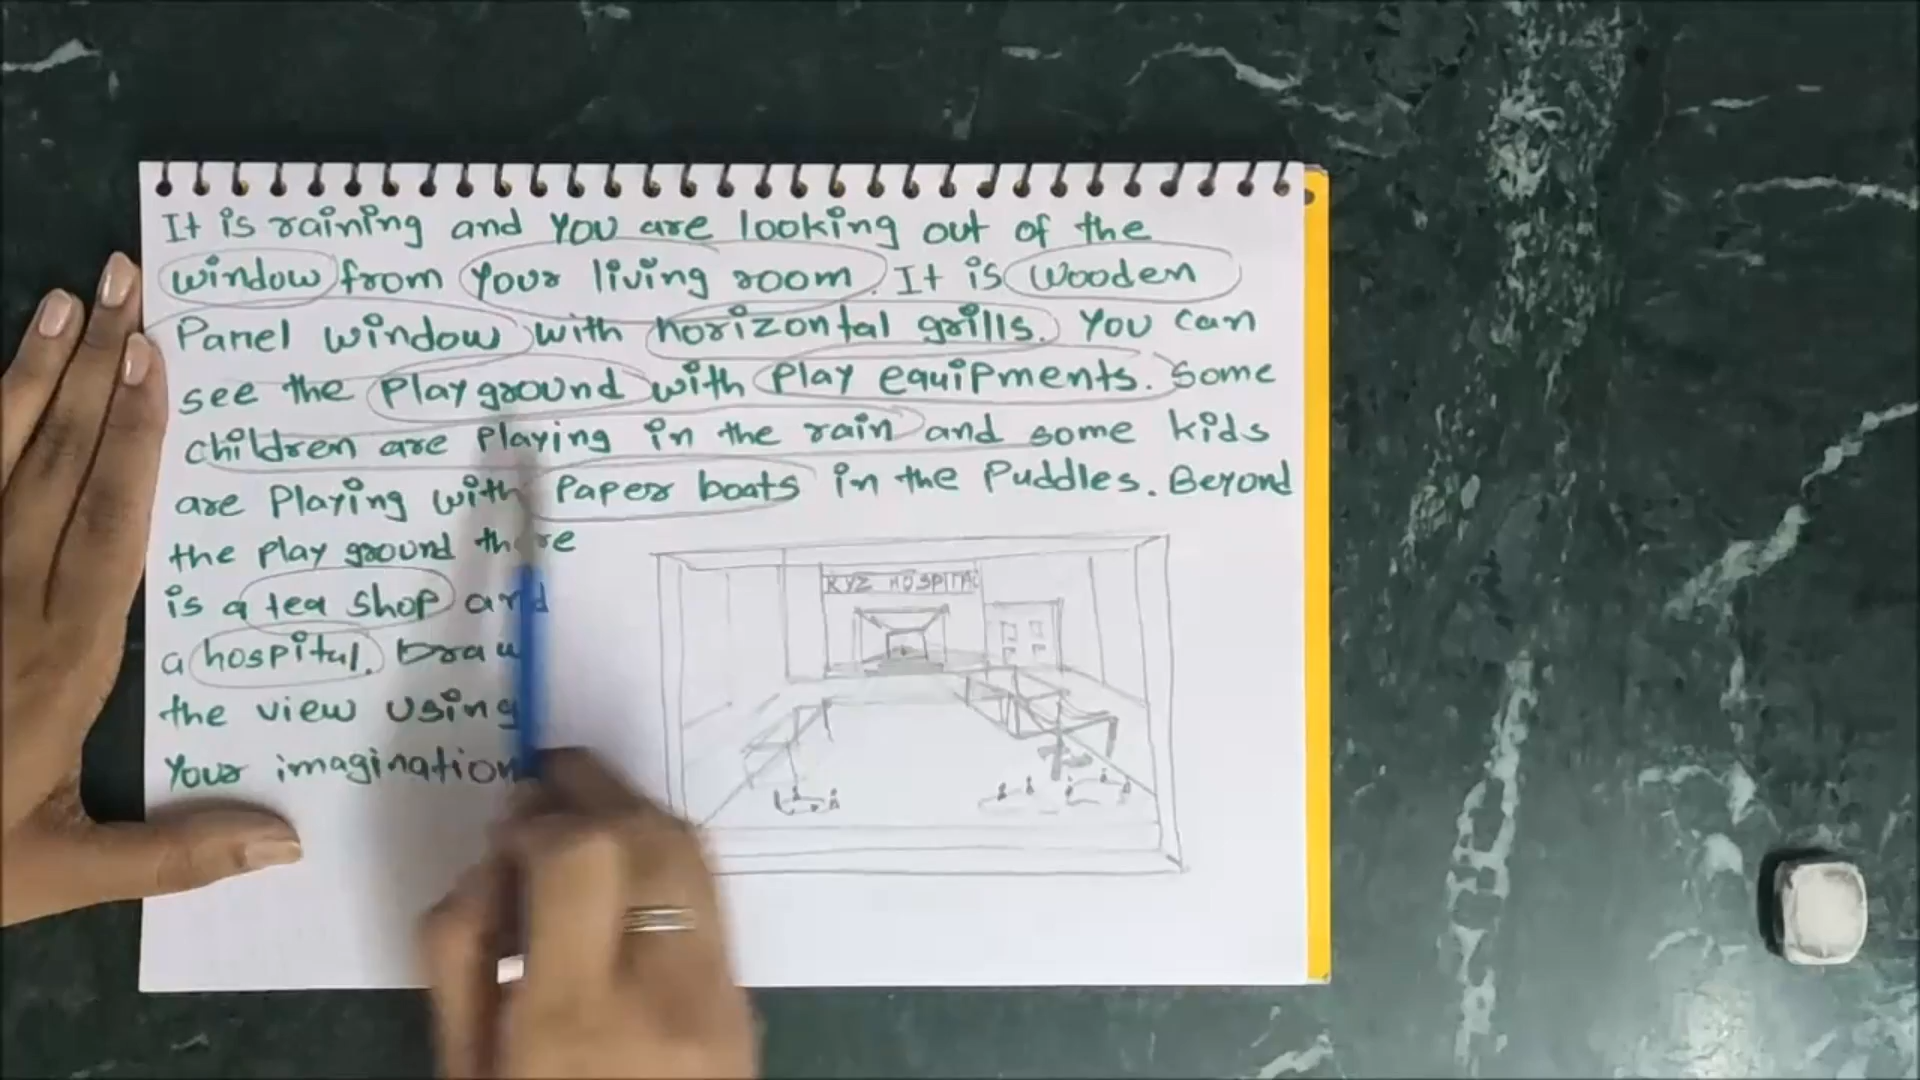 It is raining and you are looking out of the
window from your living room. It is wooden
Panel window with horizontal grills. You can
see the Playground with Play equipments. Some
children are playing in the rain and some kids
are Playing with Paper boats in the Puddles. Beyond
the play ground there
is a tea shop and
a hospital. Draw
the view using
Your imagination
XYZ HOSPITAL